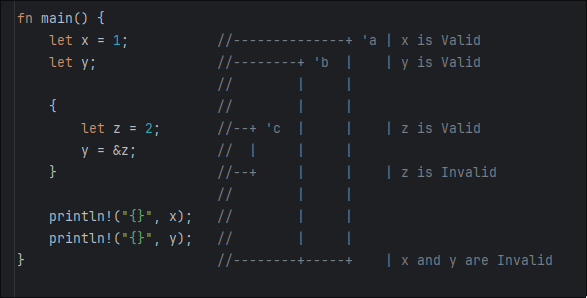 fn main() {
    let x = 1;           //--------------+ 'a | x is Valid
    let y;               //--------+ 'b  |    | y is Valid
                         //        |     |
    {                    //        |     |
        let z = 2;       //--+ 'c  |     |    | z is Valid
        y = &z;          //  |     |     |
    }                    //--+     |     |    | z is Invalid
                         //        |     |
    println!("{}", x);   //        |     |
    println!("{}", y);   //        |     |
}                        //--------+-----+    | x and y are Invalid